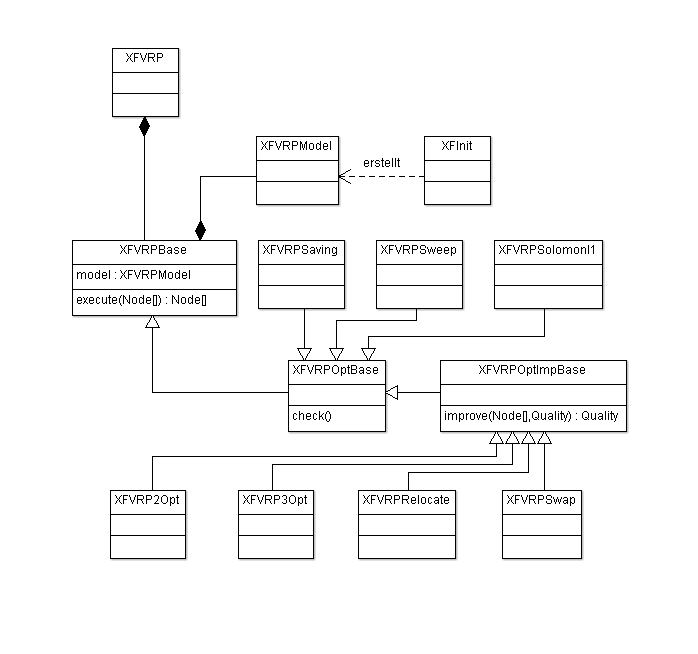 XFVRP
XFVRPModel
erstellt
XFInit
XFVRPBase
model : XFVRPModel
execute(Node[]) : Node[]
XFVRPSaving
XFVRPSweep
XFVRPSolomonI1
XFVRPOptBase
check()
XFVRPOptImpBase
improve(Node[],Quality) : Quality
XFVRP2Opt
XFVRP3Opt
XFVRPRelocate
XFVRPSwap